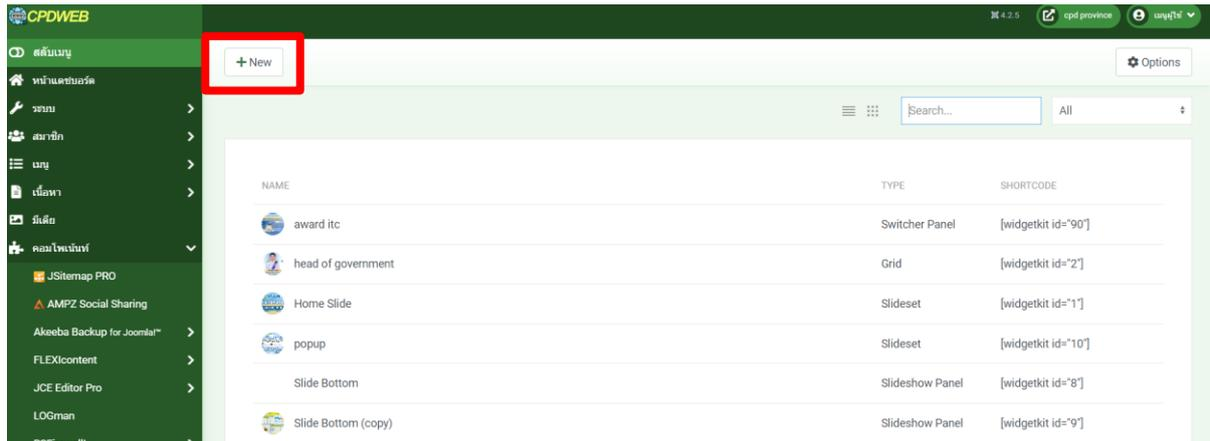 CPDWEB
4.2.5
cpd province
เมนูผู้ใช้
สลับเมนู
หน้าแดชบอร์ด
ระบบ
สมาชิก
เมนู
เนื้อหา
มีเดีย
คอมโพเน้นท์
JSitemap PRO
AMPZ Social Sharing
Akeeba Backup for Joomla!™
FLEXIcontent
JCE Editor Pro
LOGman
+ New
Options
Search...
All
NAME TYPE SHORTCODE
award itc Switcher Panel [widgetkit id="90"]
head of government Grid [widgetkit id="2"]
Home Slide Slideset [widgetkit id="1"]
popup Slideset [widgetkit id="10"]
Slide Bottom Slideshow Panel [widgetkit id="8"]
Slide Bottom (copy) Slideshow Panel [widgetkit id="9"]